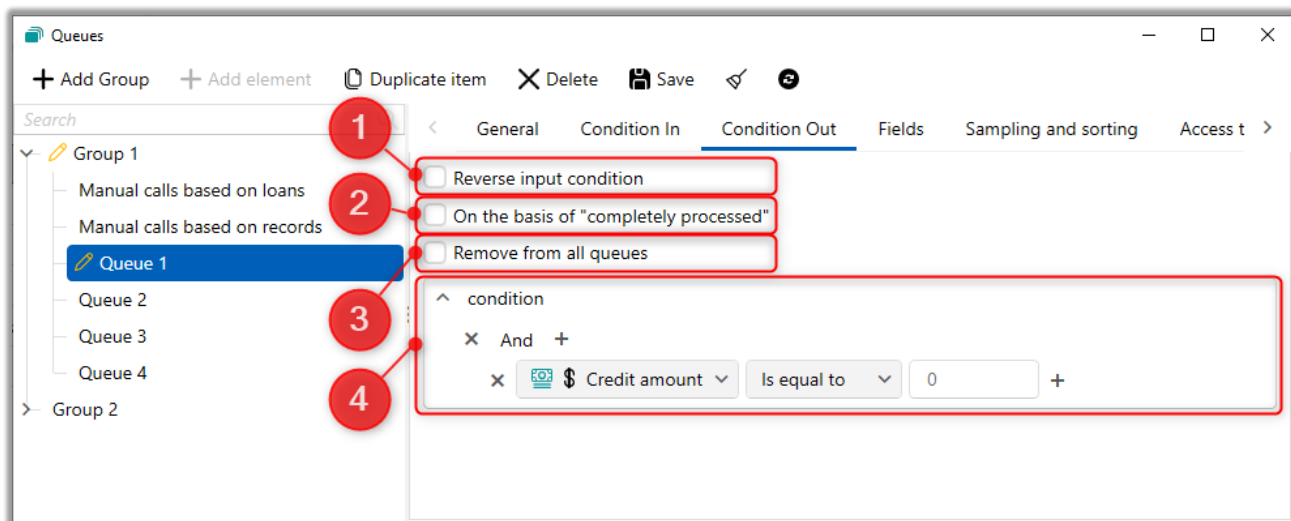 Queues
Add Group Add element Duplicate item Delete Save
Search
General Condition In Condition Out Fields Sampling and sorting Access t
1
Group 1
Reverse input condition
Manual calls based on loans
2
On the basis of "completely processed"
Manual calls based on records
Remove from all queues
Queue 1
Queue 2
condition
3
Queue 3
And
Queue 4
$ Credit amount Is equal to 0
4
Group 2